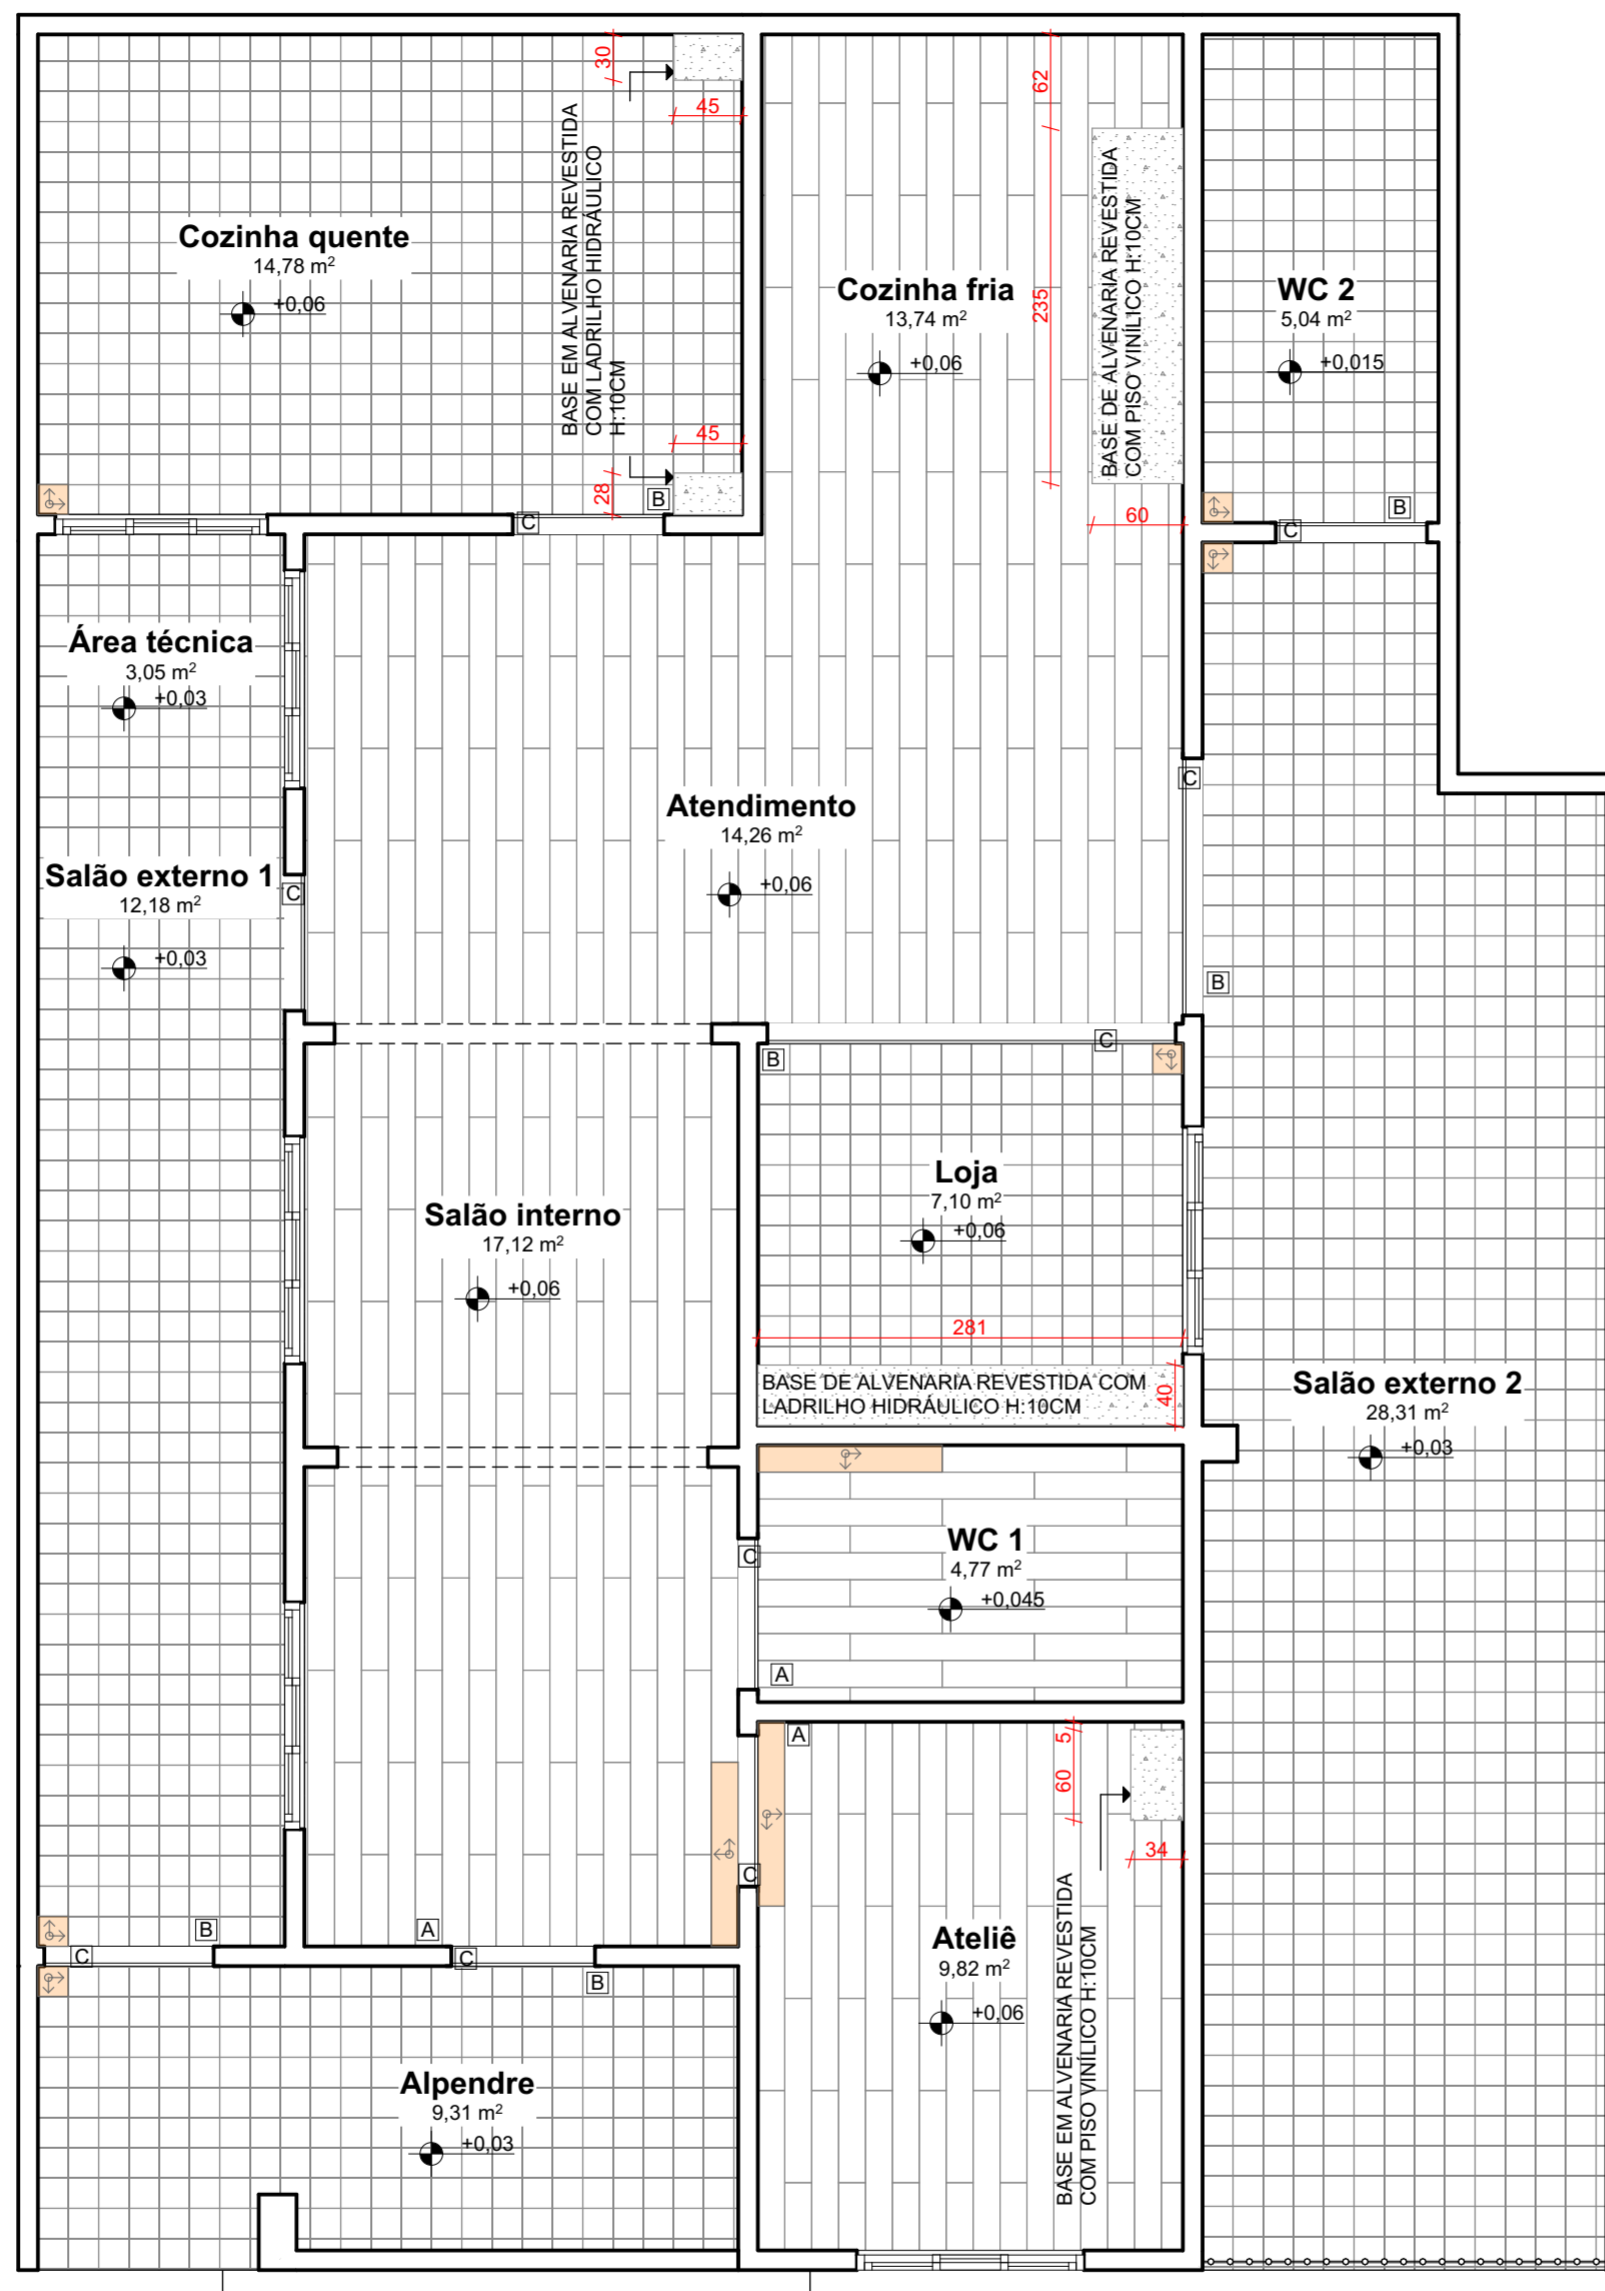 30
45
BASE EM ALVENARIA REVESTIDA
COM LADRILHO HIDRÁULICO
H:10CM
Cozinha quente
14,78 m²
+0,06
45
28
B
C
62
235
60
BASE DE ALVENARIA REVESTIDA
COM PISO VINÍLICO H:10CM
Cozinha fria
13,74 m²
+0,06
WC 2
5,04 m²
+0,015
B
C
Área técnica
3,05 m²
+0,03
Salão externo 1
12,18 m²
+0,03
C
Atendimento
14,26 m²
+0,06
C
B
B
C
Loja
7,10 m²
+0,06
281
BASE DE ALVENARIA REVESTIDA COM
LADRILHO HIDRÁULICO H:10CM
40
Salão interno
17,12 m²
+0,06
Salão externo 2
28,31 m²
+0,03
WC 1
4,77 m²
+0,045
C
A
A
C
5
60
34
BASE EM ALVENARIA REVESTIDA
COM PISO VINÍLICO H:10CM
Ateliê
9,82 m²
+0,06
B
C
A
C
B
Alpendre
9,31 m²
+0,03